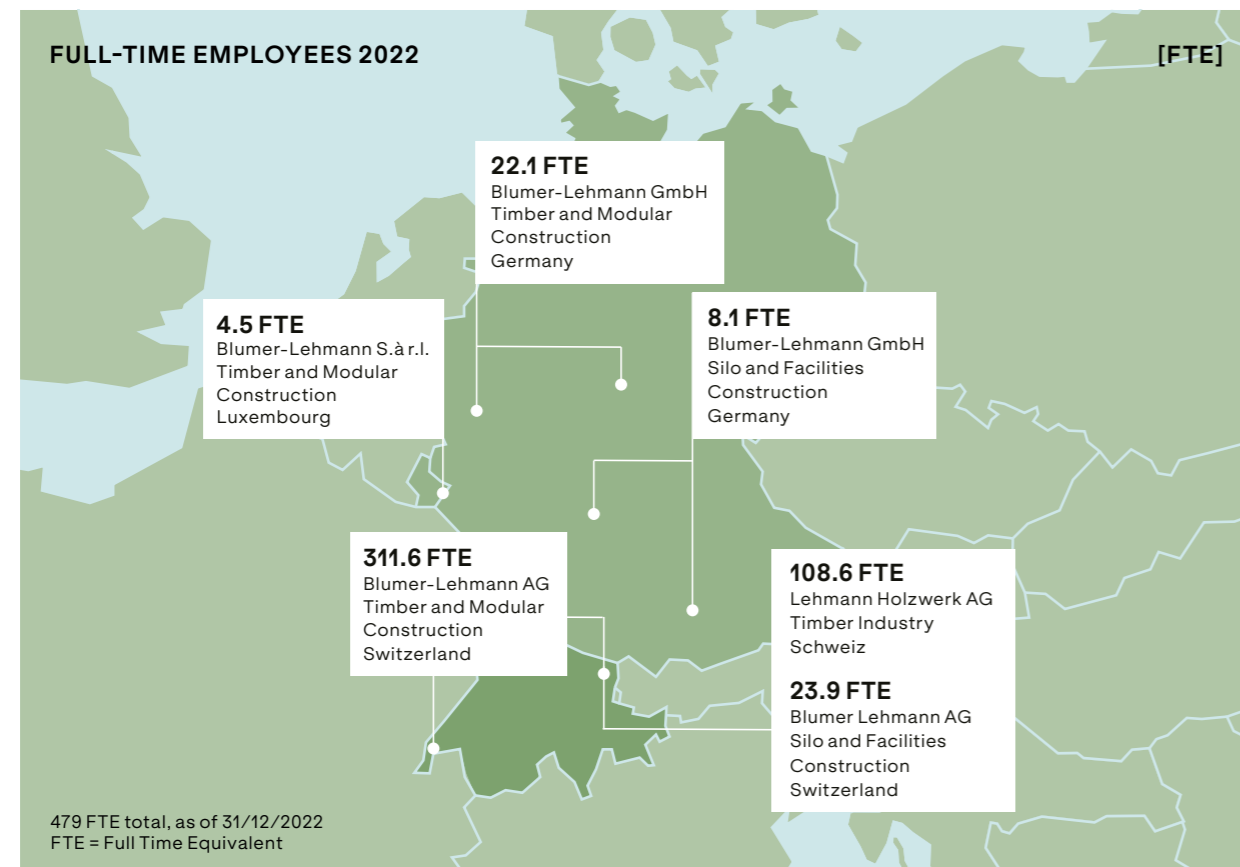 FULL-TIME EMPLOYEES 2022
[FTE]
22.1 FTE
Blumer-Lehmann GmbH
Timber and Modular
Construction
Germany
4.5 FTE
Blumer-Lehmann S.à r.l.
Timber and Modular
Construction
Luxembourg
8.1 FTE
Blumer-Lehmann GmbH
Silo and Facilities
Construction
Germany
311.6 FTE
Blumer-Lehmann AG
Timber and Modular
Construction
Switzerland
108.6 FTE
Lehmann Holzwerk AG
Timber Industry
Schweiz
23.9 FTE
Blumer Lehmann AG
Silo and Facilities
Construction
Switzerland
479 FTE total, as of 31/12/2022
FTE = Full Time Equivalent